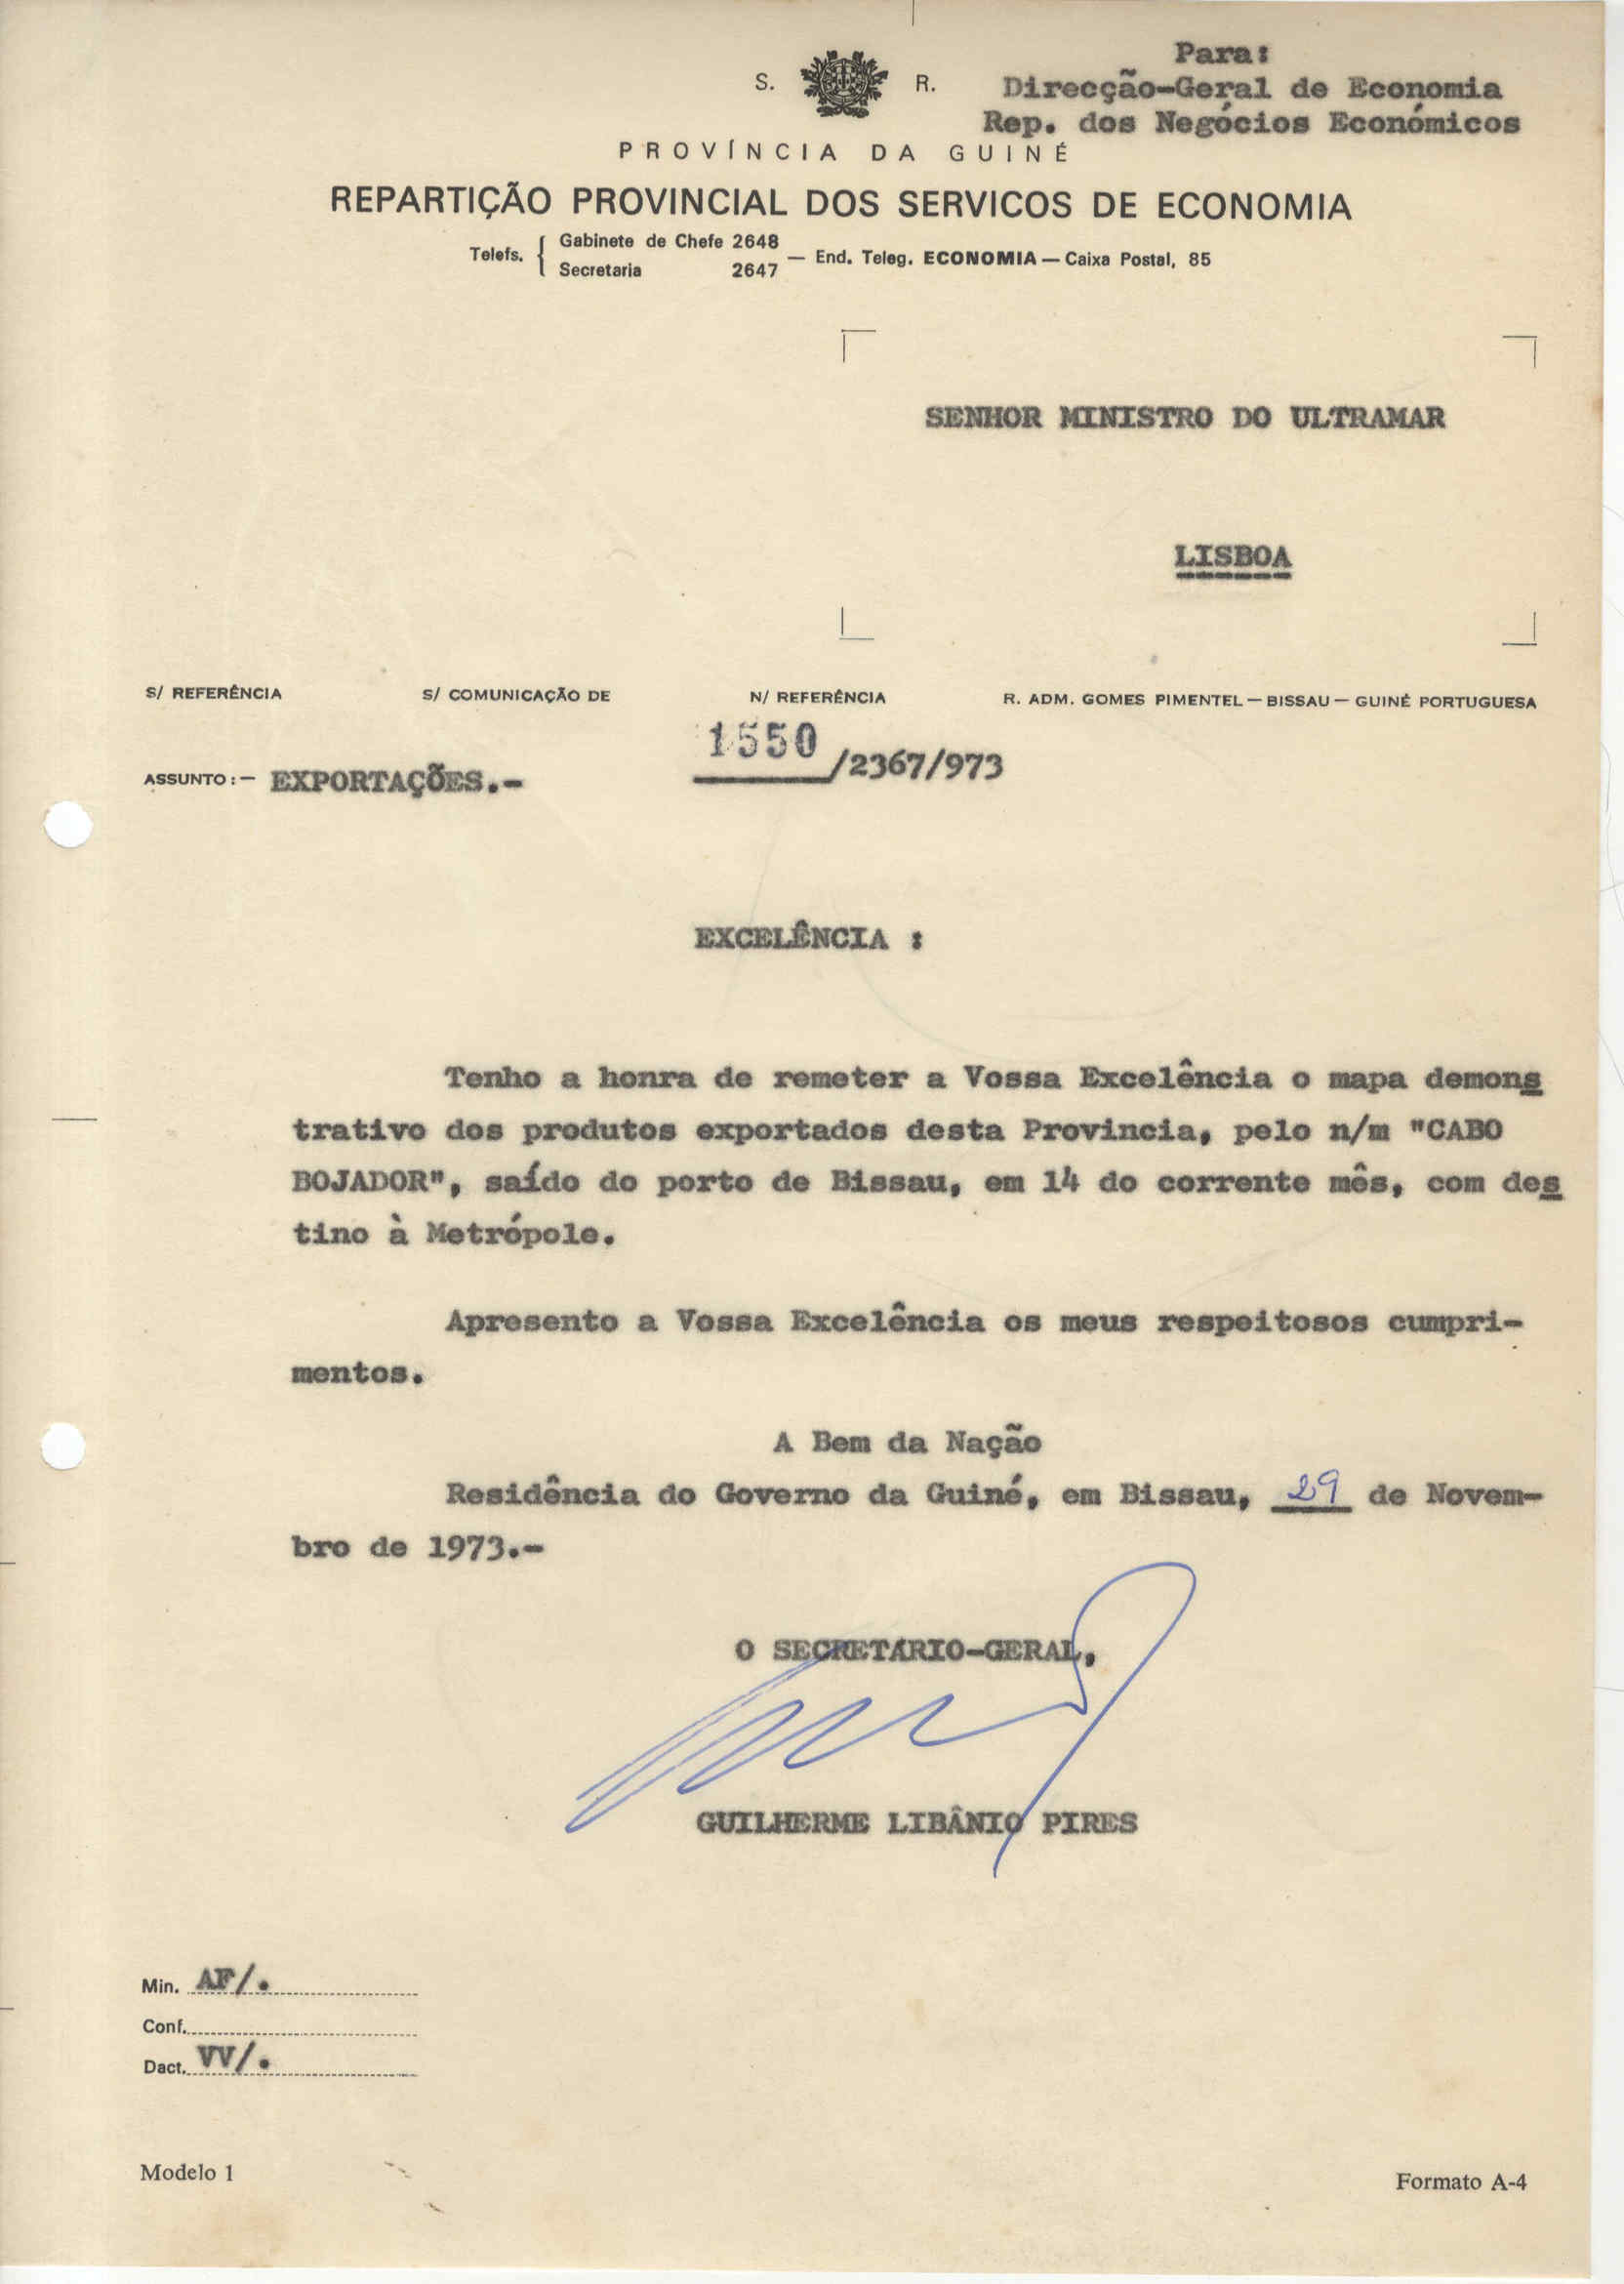 Para:
Direcção-Geral de Economia
Rep. dos Negócios Económicos
S. R.
PROVÍNCIA DA GUINÉ
REPARTIÇÃO PROVINCIAL DOS SERVICOS DE ECONOMIA
Telefs. { Gabinete de Chefe 2648
Secretaria 2647 — End. Teleg. ECONOMIA — Caixa Postal, 85
SENHOR MINISTRO DO ULTRAMAR
LISBOA
S/ REFERÊNCIA S/ COMUNICAÇÃO DE N/ REFERÊNCIA R. ADM. GOMES PIMENTEL — BISSAU — GUINÉ PORTUGUESA
1550/2367/973
ASSUNTO:— EXPORTAÇÕES.-
EXCELÊNCIA :
Tenho a honra de remeter a Vossa Excelência o mapa demons
trativo dos produtos exportados desta Provincia, pelo n/m "CABO
BOJADOR", saído do porto de Bissau, em 14 do corrente mês, com des
tino à Metrópole.
Apresento a Vossa Excelência os meus respeitosos cumpri-
mentos.
A Bem da Nação
Residência do Governo da Guiné, em Bissau, 29 de Novem-
bro de 1973.-
O SECRETÁRIO-GERAL,
GUILHERME LIBÂNIO PIRES
Min. AF/.
Conf.
Dact. VV/.
Modelo 1
Formato A-4